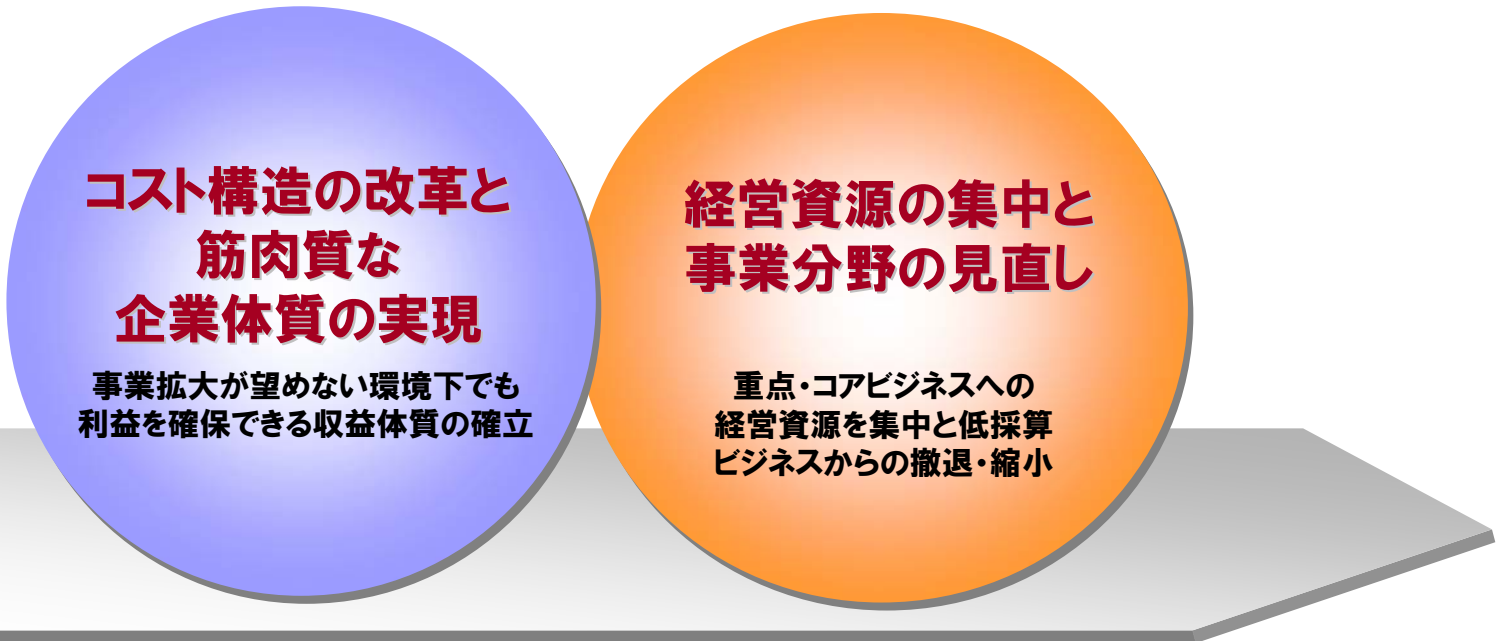 コスト構造の改革と
筋肉質な
企業体質の実現
事業拡大が望めない環境下でも
利益を確保できる収益体質の確立
経営資源の集中と
事業分野の見直し
重点・コアビジネスへの
経営資源を集中と低採算
ビジネスからの撤退・縮小